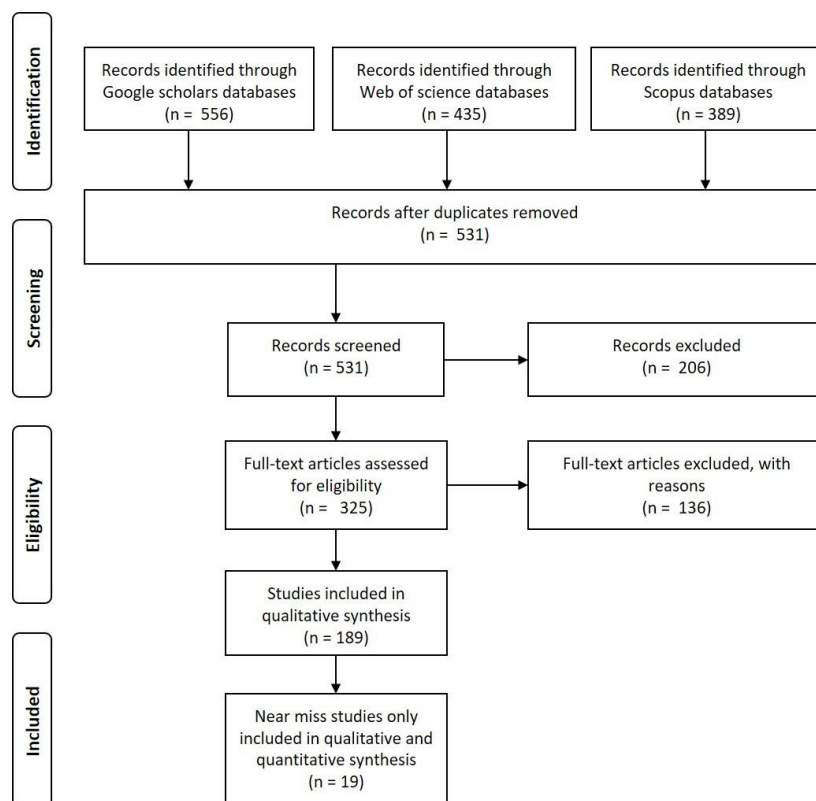 Identification
Records identified through
Google scholars databases
(n = 556)
Records identified through
Web of science databases
(n = 435)
Records identified through
Scopus databases
(n = 389)
Records after duplicates removed
(n = 531)
Screening
Records screened
(n = 531)
Records excluded
(n = 206)
Eligibility
Full-text articles assessed
for eligibility
(n = 325)
Full-text articles excluded, with
reasons
(n = 136)
Studies included in
qualitative synthesis
(n = 189)
Included
Near miss studies only
included in qualitative and
quantitative synthesis
(n = 19)